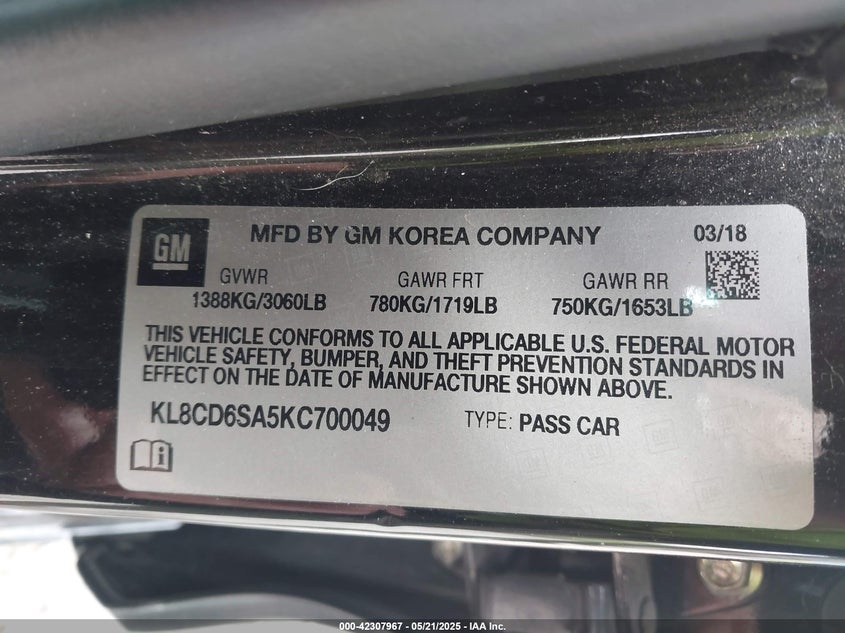 GM
MFD BY GM KOREA COMPANY 03/18
GVWR GAWR FRT GAWR RR
1388KG/3060LB 780KG/1719LB 750KG/1653LB
THIS VEHICLE CONFORMS TO ALL APPLICABLE U.S. FEDERAL MOTOR
VEHICLE SAFETY, BUMPER, AND THEFT PREVENTION STANDARDS IN
EFFECT ON THE DATE OF MANUFACTURE SHOWN ABOVE.
KL8CD6SA5KC700049 TYPE: PASS CAR
000-42307967 - 05/21/2025 - IAA Inc.